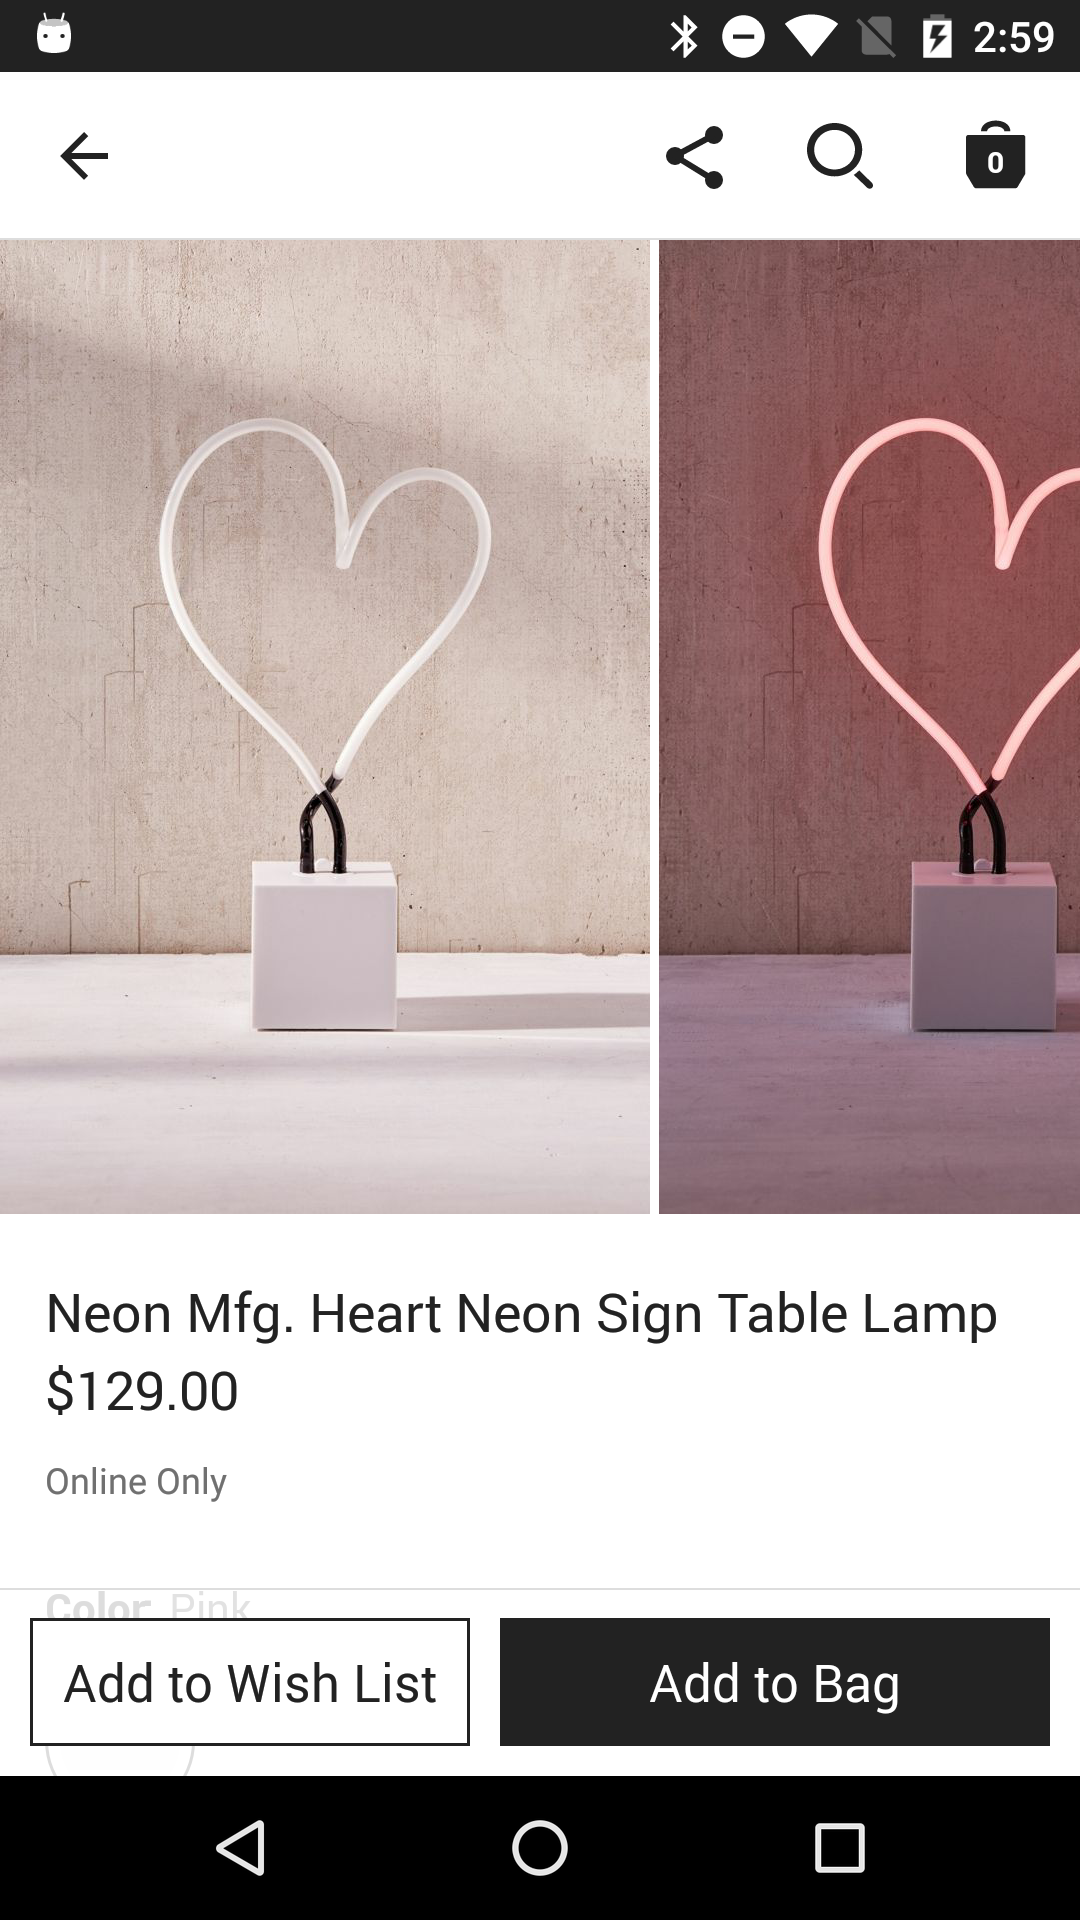 2:59
0
Neon Mfg. Heart Neon Sign Table Lamp
$129.00
Online Only
Color Pink
Add to Wish List
Add to Bag